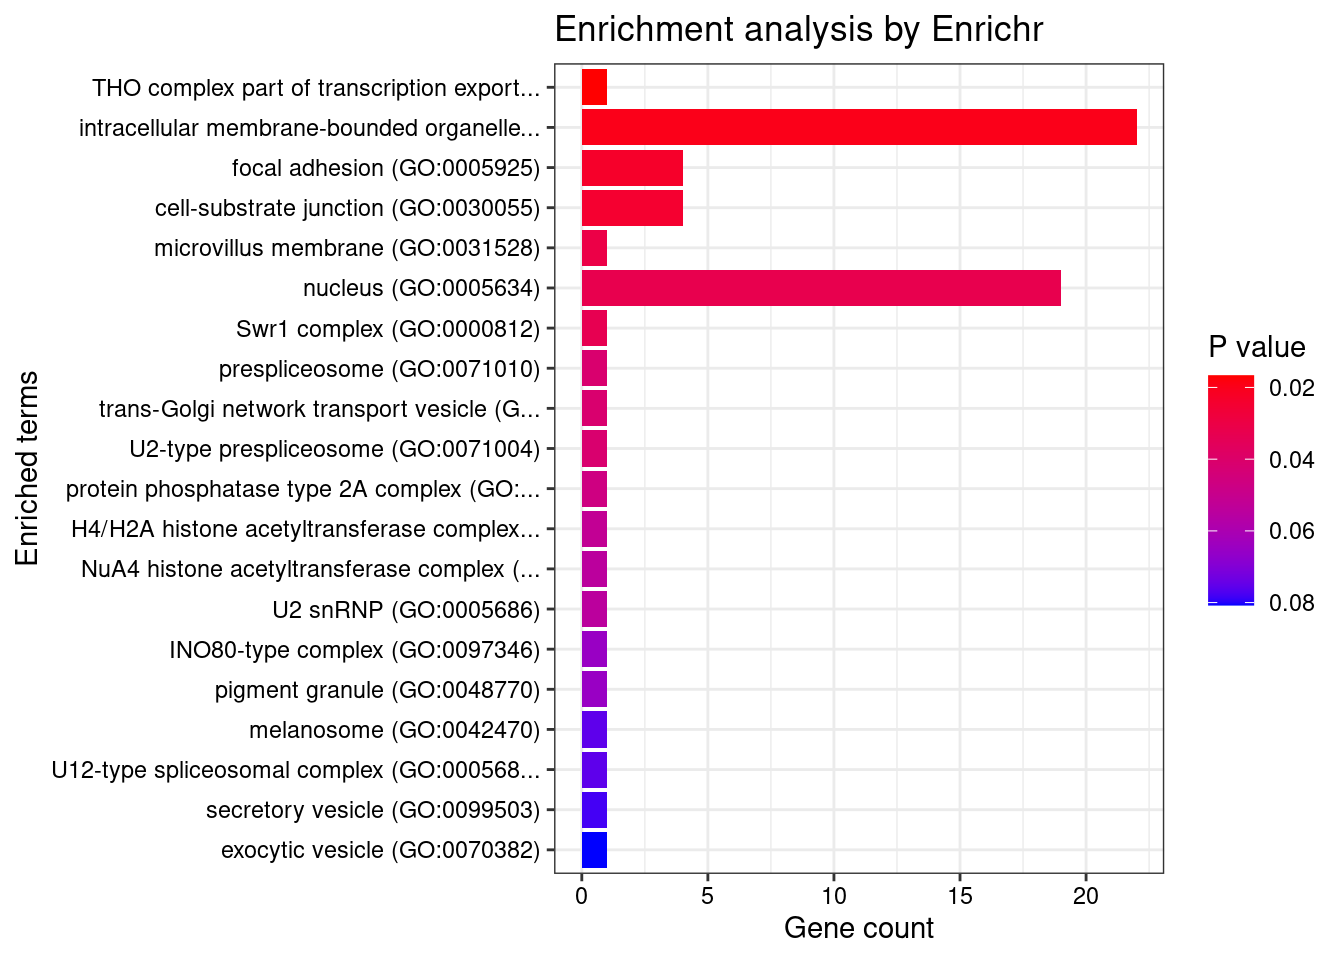 Enrichment analysis by Enrichr
THO complex part of transcription export...
intracellular membrane-bounded organelle...
focal adhesion (GO:0005925)
cell-substrate junction (GO:0030055)
microvillus membrane (GO:0031528)
nucleus (GO:0005634)
Swr1 complex (GO:0000812)
prespliceosome (GO:0071010)
trans-Golgi network transport vesicle (G...
U2-type prespliceosome (GO:0071004)
protein phosphatase type 2A complex (GO:...
H4/H2A histone acetyltransferase complex...
NuA4 histone acetyltransferase complex (...
U2 snRNP (GO:0005686)
INO80-type complex (GO:0097346)
pigment granule (GO:0048770)
melanosome (GO:0042470)
U12-type spliceosomal complex (GO:000568...
secretory vesicle (GO:0099503)
exocytic vesicle (GO:0070382)
Enriched terms
0 5 10 15 20
Gene count
P value
0.02
0.04
0.06
0.08